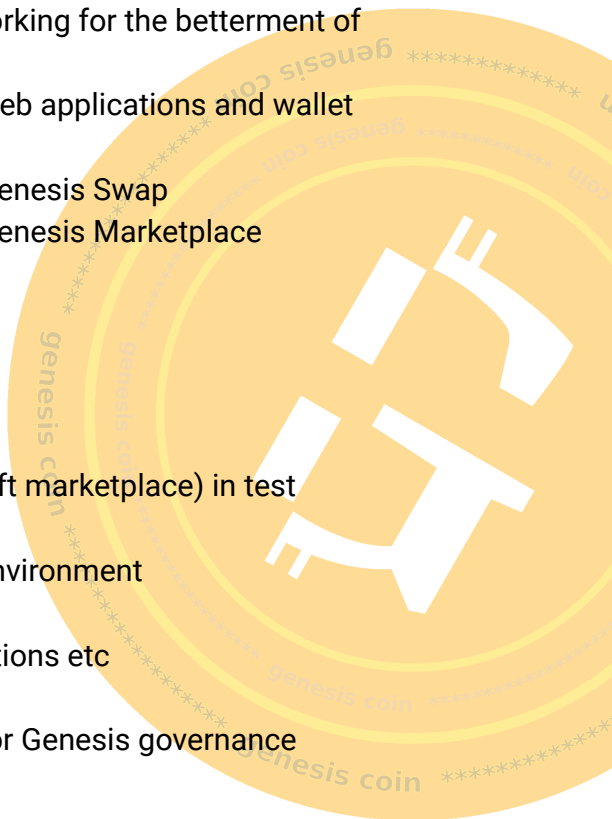 orking for the betterment of
eb applications and wallet
enesis Swap
enesis Marketplace
ft marketplace) in test
nvironment
tions etc
or Genesis governance
genesis coin ************
genesis coin
genesis coin
genesis coin
genesis coin
genesis coin ************